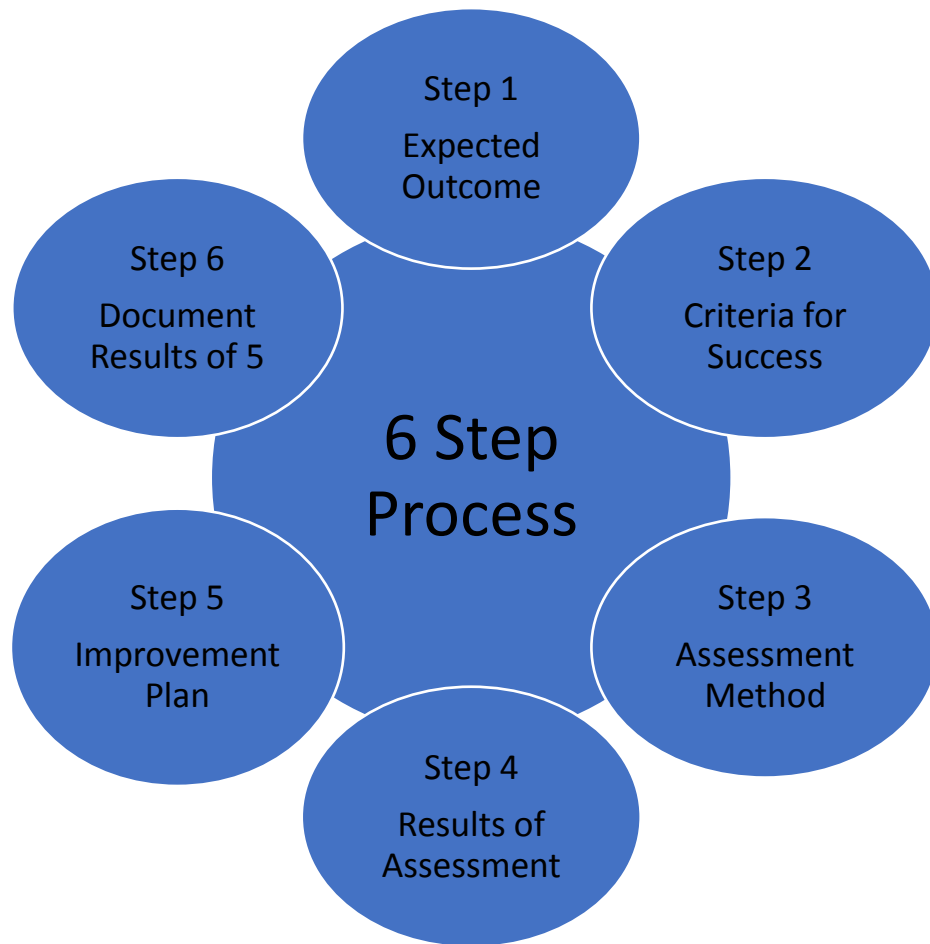 Step 1
Expected
Outcome
Step 2
Criteria for
Success
Step 3
Assessment
Method
Step 4
Results of
Assessment
Step 5
Improvement
Plan
Step 6
Document
Results of 5
6 Step
Process